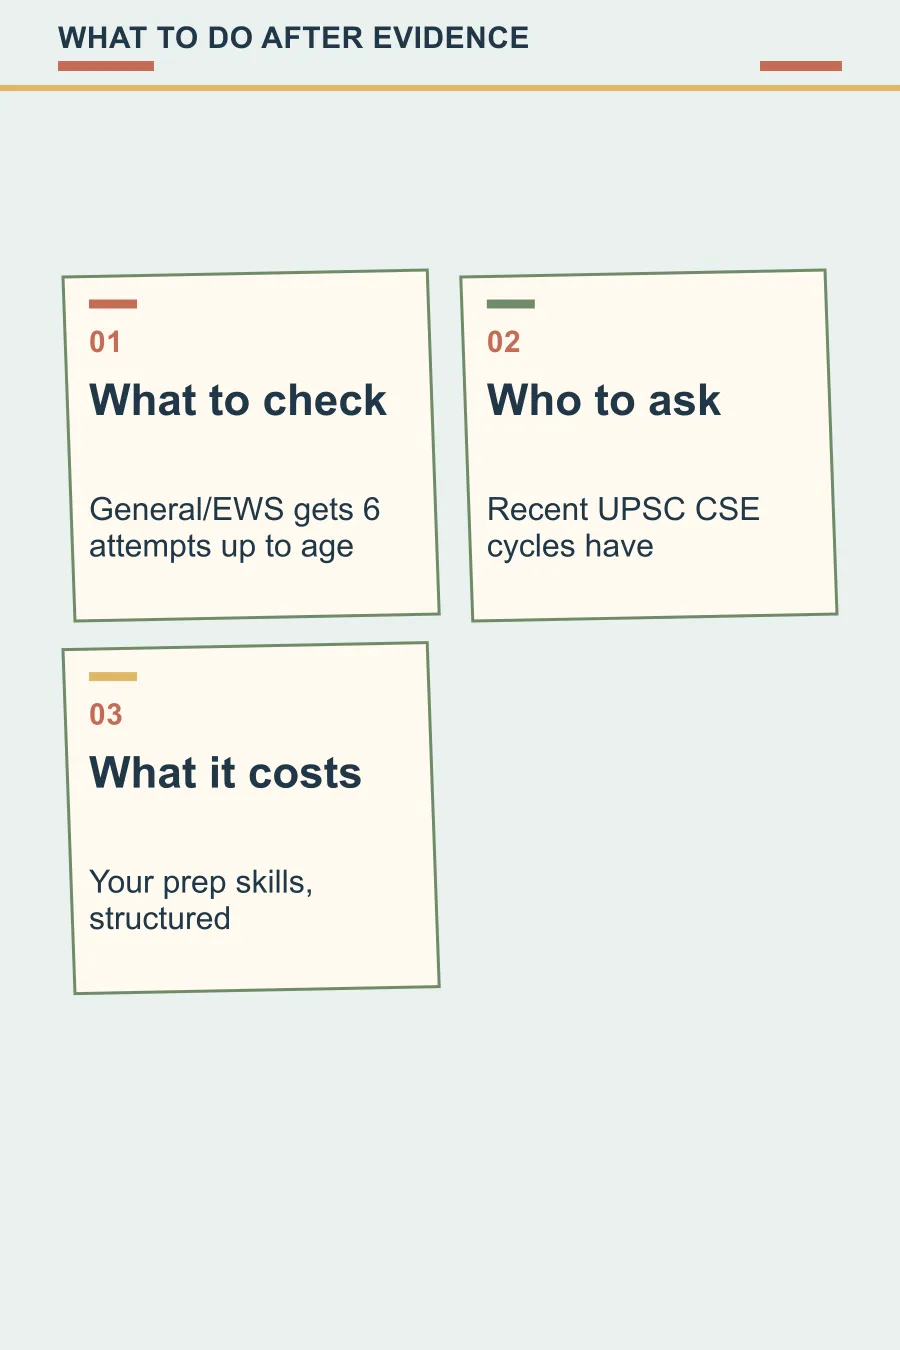 WHAT TO DO AFTER EVIDENCE
01
What to check
General/EWS gets 6
attempts up to age
02
Who to ask
Recent UPSC CSE
cycles have
03
What it costs
Your prep skills,
structured